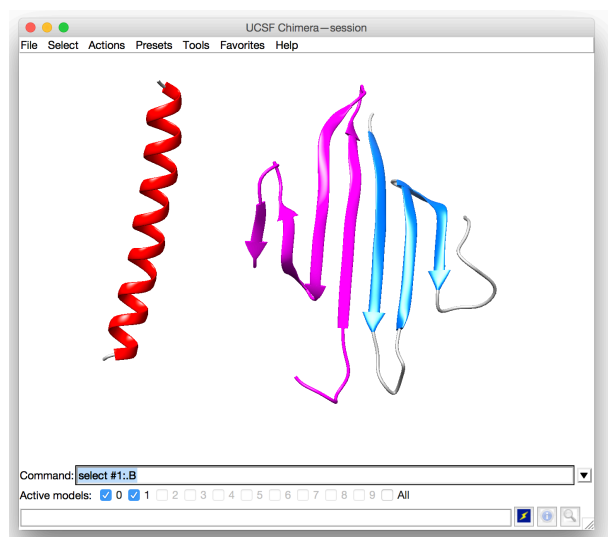 UCSF Chimera—session
File Select Actions Presets Tools Favorites Help
Command: select #1:.B
Active models: 0 1 2 3 4 5 6 7 8 9 All